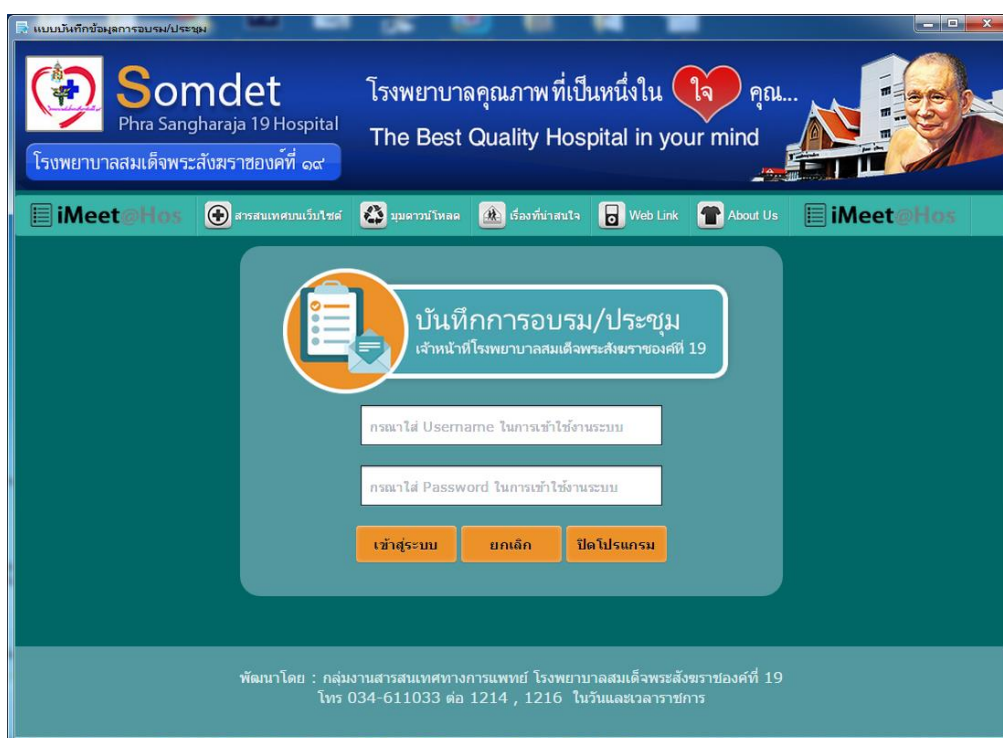 แบบบันทึกข้อมูลการอบรม/ประชุม
Somdet
Phra Sangharaja 19 Hospital
โรงพยาบาลสมเด็จพระสังฆราชองค์ที่ ๑๙
โรงพยาบาลคุณภาพ ที่เป็นหนึ่งใน ใจ คุณ...
The Best Quality Hospital in your mind
iMeet@Hos
สารสนเทศบนเว็บไซต์
มุมดาวน์โหลด
เรื่องที่น่าสนใจ
Web Link
About Us
iMeet@Hos
บันทึกการอบรม/ประชุม
เจ้าหน้าที่โรงพยาบาลสมเด็จพระสังฆราชองค์ที่ 19
กรุณาใส่ Username ในการเข้าใช้งานระบบ
กรุณาใส่ Password ในการเข้าใช้งานระบบ
เข้าสู่ระบบ
ยกเลิก
ปิดโปรแกรม
พัฒนาโดย : กลุ่มงานสารสนเทศทางการแพทย์ โรงพยาบาลสมเด็จพระสังฆราชองค์ที่ 19
โทร 034-611033 ต่อ 1214 , 1216 ในวันและเวลาราชการ